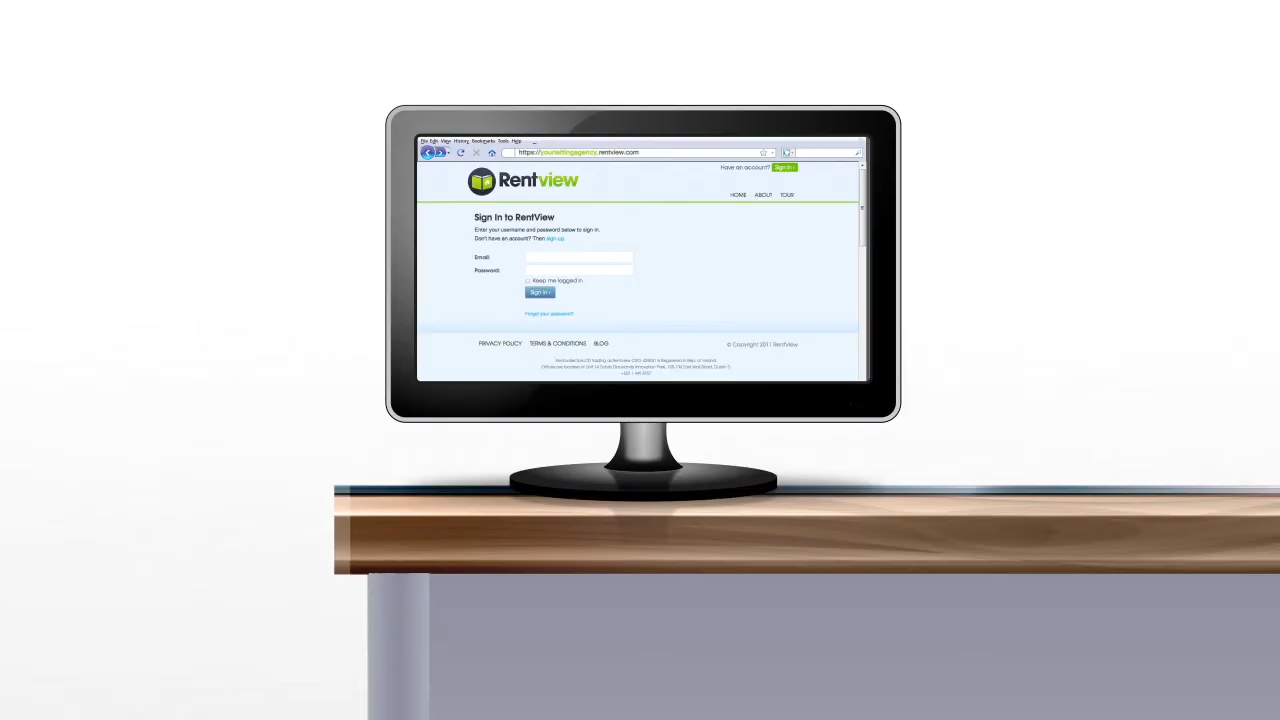 File Edit View History Bookmarks Tools Help
https://yourlettingagency.rentview.com
Have an account? Sign in ›
Rentview
HOME ABOUT TOUR
Sign In to RentView
Enter your username and password below to sign in.
Don't have an account? Then sign up.
Email:
Password:
Keep me logged in
Sign in ›
Forgot your password?
PRIVACY POLICY TERMS & CONDITIONS BLOG
© Copyright 2011 RentView